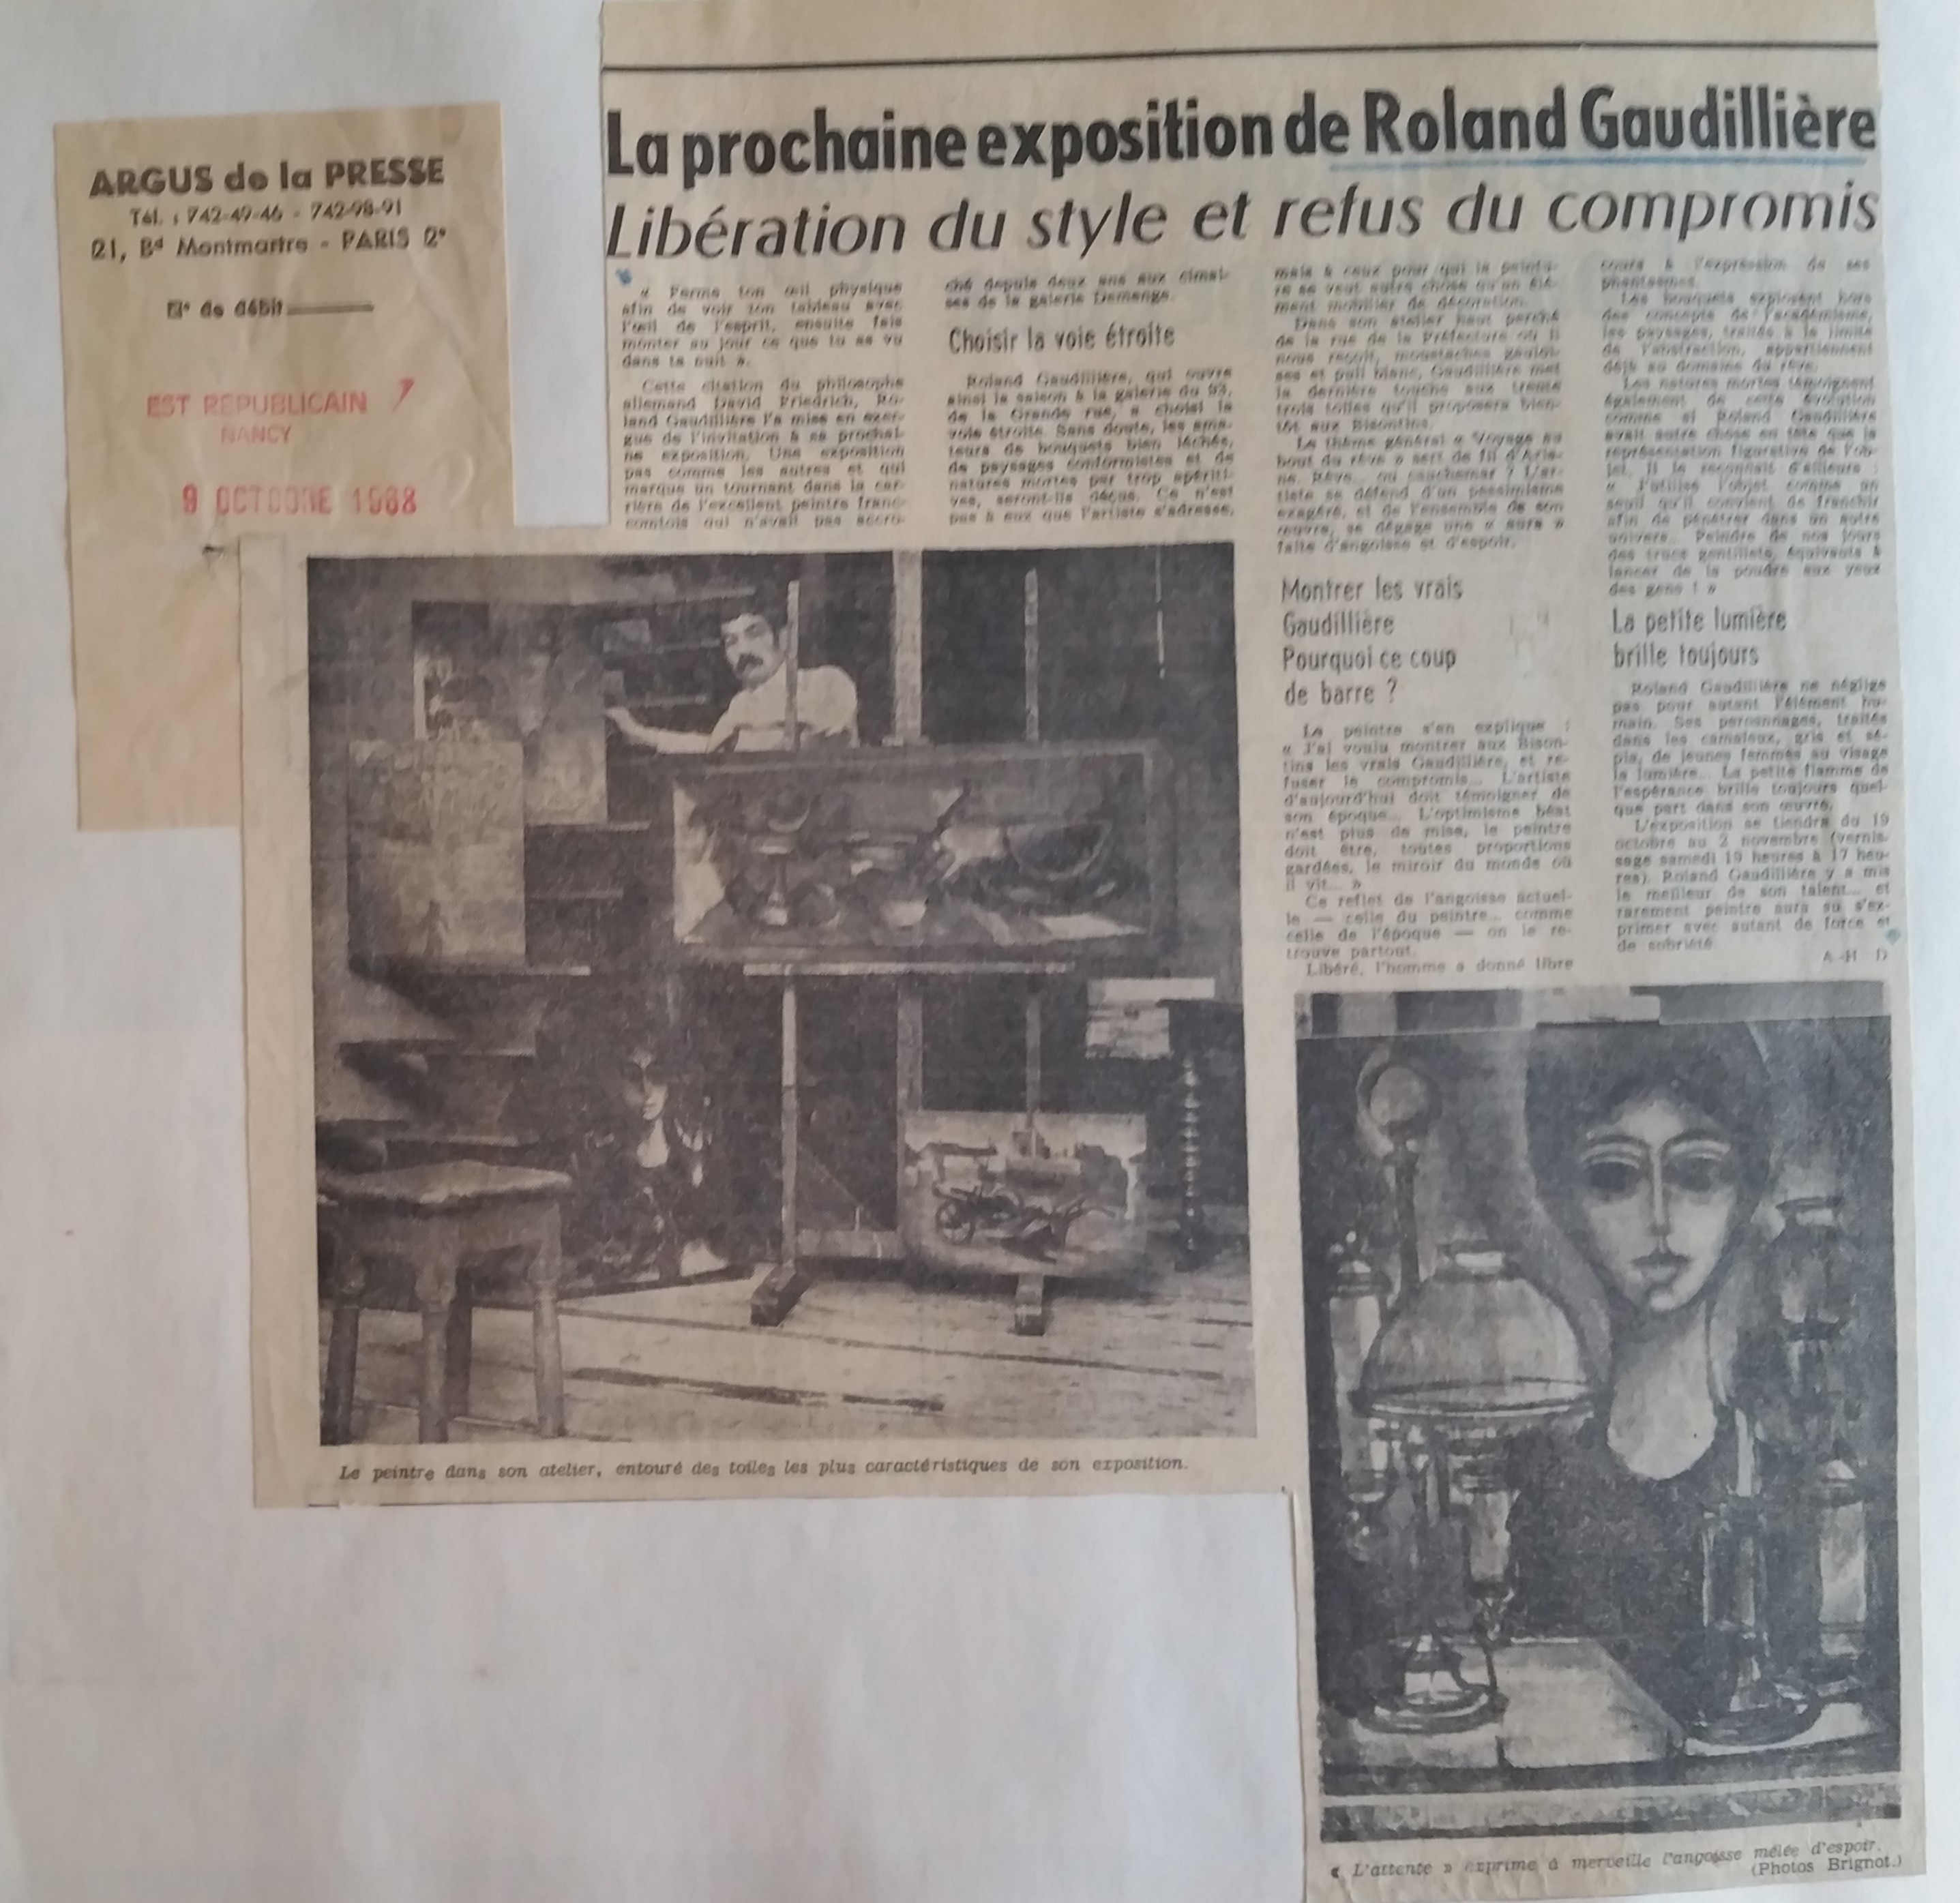 ARGUS de la PRESSE
Tél. : 742-49-46 - 742-98-91
21, Bd Montmartre - PARIS 2e
N° de débit
EST REPUBLICAIN
NANCY
9 OCTOBRE 1968
La prochaine exposition de Roland Gaudillière
Libération du style et refus du compromis
« Ferme ton œil physique
afin de voir ton tableau avec
l'œil de l'esprit, ensuite fais
monter au jour ce que tu as vu
dans ta nuit ».
Cette citation du philosophe
allemand David Friedrich, Ro-
land Gaudillière l'a mise en exer-
gue de l'invitation à sa prochai-
ne exposition. Une exposition
pas comme les autres et qui
marque un tournant dans la car-
rière de l'excellent peintre franc-
comtois qui n'avait pas accro-
ché depuis deux ans aux cimai-
ses de la galerie Demenge.
Choisir la voie étroite
Roland Gaudillière, qui ouvre
ainsi la saison à la galerie du 93,
de la Grande rue, a choisi la
voie étroite. Sans doute, les ama-
teurs de bouquets bien léchés,
de paysages conformistes et de
natures mortes par trop apériti-
ves, seront-ils déçus. Ce n'est
pas à eux que l'artiste s'adresse,
mais à ceux pour qui la peintu-
re se veut autre chose qu'un élé-
ment mobilier de décoration.
Dans son atelier haut perché
de la rue de la Préfecture où il
nous reçoit, moustaches gauloi-
ses et pull blanc, Gaudillière met
la dernière touche aux trente
trois toiles qu'il proposera bien-
tôt aux Bisontins.
Le thème général « Voyage au
bout du rêve » sert de fil d'Aria-
ne. Rêve... ou cauchemar ? L'ar-
tiste se défend d'un pessimisme
exagéré, et de l'ensemble de son
œuvre, se dégage une « aura »
faite d'angoisse et d'espoir.
Montrer les vrais
Gaudillière
Pourquoi ce coup
de barre ?
Le peintre s'en explique :
« J'ai voulu montrer aux Bison-
tins les vrais Gaudillière, et re-
fuser le compromis... L'artiste
d'aujourd'hui doit témoigner de
son époque... L'optimisme béat
n'est plus de mise, le peintre
doit être, toutes proportions
gardées, le miroir du monde où
il vit... »
Ce reflet de l'angoisse actuel-
le — celle du peintre... comme
celle de l'époque — on le re-
trouve partout.
Libéré, l'homme a donné libre
cours à l'expression de ses
phantasmes.
Les bouquets explosent hors
des concepts de l'académisme,
les paysages, traités à la limite
de l'abstraction, appartiennent
déjà au domaine du rêve.
Les natures mortes témoignent
également de cette évolution
comme si Roland Gaudillière
avait autre chose en tête que la
représentation figurative de l'ob-
jet. Il le reconnaît d'ailleurs :
« J'utilise l'objet comme un
seuil qu'il convient de franchir
afin de pénétrer dans un autre
univers... Peindre de nos jours
des trucs gentillets, équivaut à
lancer de la poudre aux yeux
des gens ! »
La petite lumière
brille toujours
Roland Gaudillière ne néglige
pas pour autant l'élément hu-
main. Ses personnages, traités
dans les camaïeux, gris et sé-
pia, de jeunes femmes au visage
la lumière... La petite flamme de
l'espérance brille toujours quel-
que part dans son œuvre.
L'exposition se tiendra du 19
octobre au 2 novembre (vernis-
sage samedi 19 heures à 17 heu-
res). Roland Gaudillière y a mis
le meilleur de son talent... et
rarement peintre aura su s'ex-
primer avec autant de force et
de sobriété.
A.-H. D.
Le peintre dans son atelier, entouré des toiles les plus caractéristiques de son exposition.
« L'attente » exprime à merveille l'angoisse mêlée d'espoir.
(Photos Brignot.)